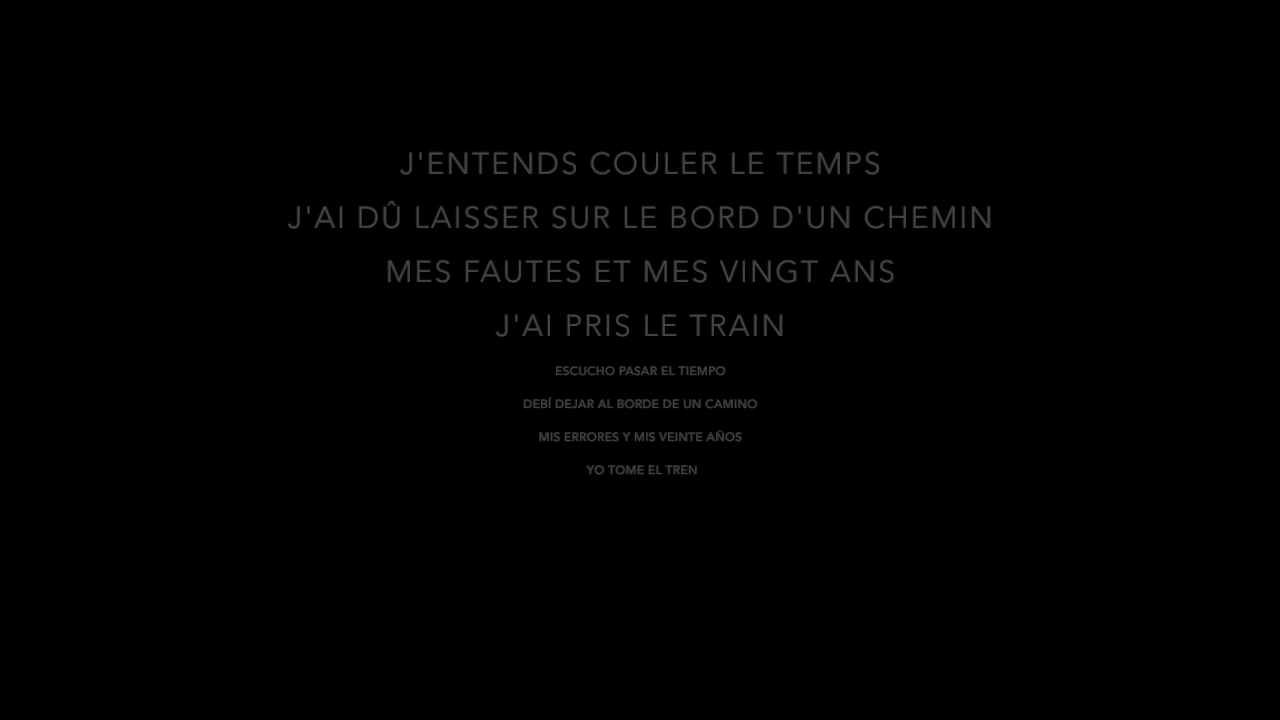 J'ENTENDS COULER LE TEMPS
J'AI DÛ LAISSER SUR LE BORD D'UN CHEMIN
MES FAUTES ET MES VINGT ANS
J'AI PRIS LE TRAIN
ESCUCHO PASAR EL TIEMPO
DEBÍ DEJAR AL BORDE DE UN CAMINO
MIS ERRORES Y MIS VEINTE AÑOS
YO TOME EL TREN